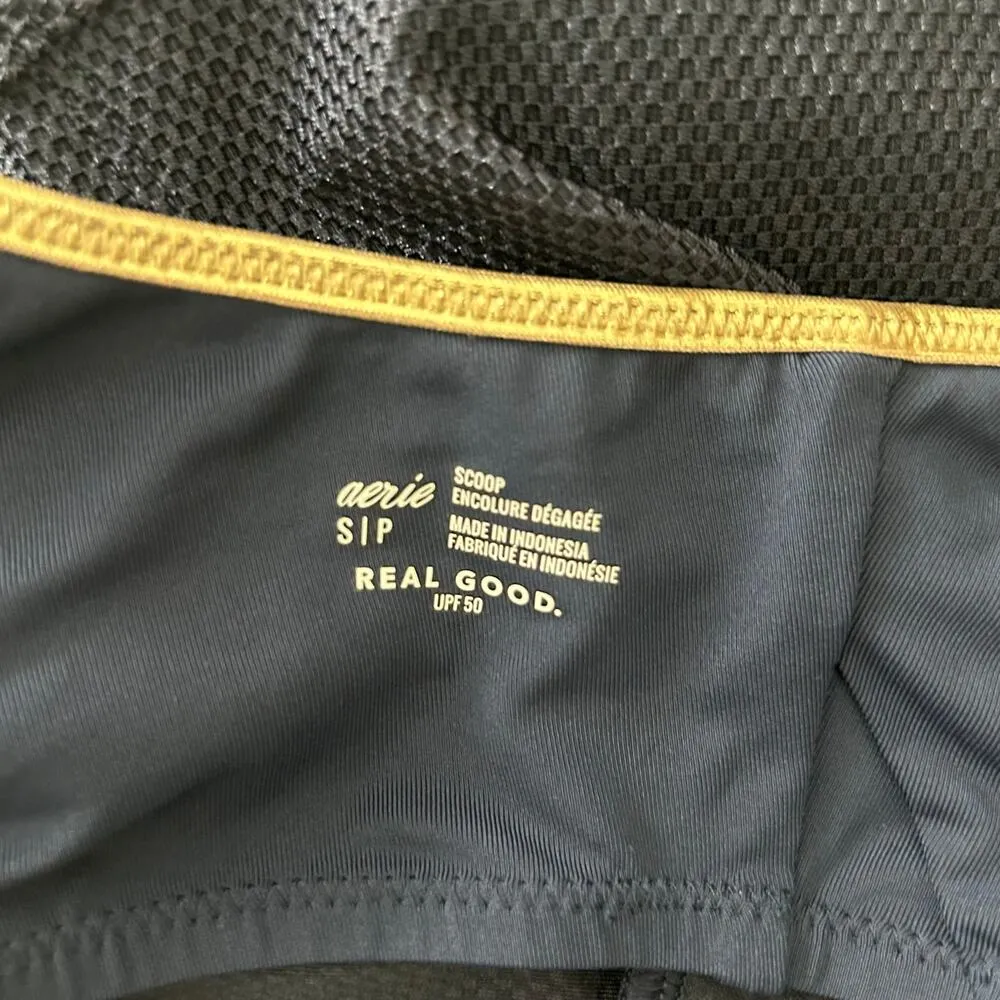 aerie
S|P
SCOOP
ENCOLURE DÉGAGÉE
MADE IN INDONESIA
FABRIQUÉ EN INDONÉSIE
REAL GOOD.
UPF 50